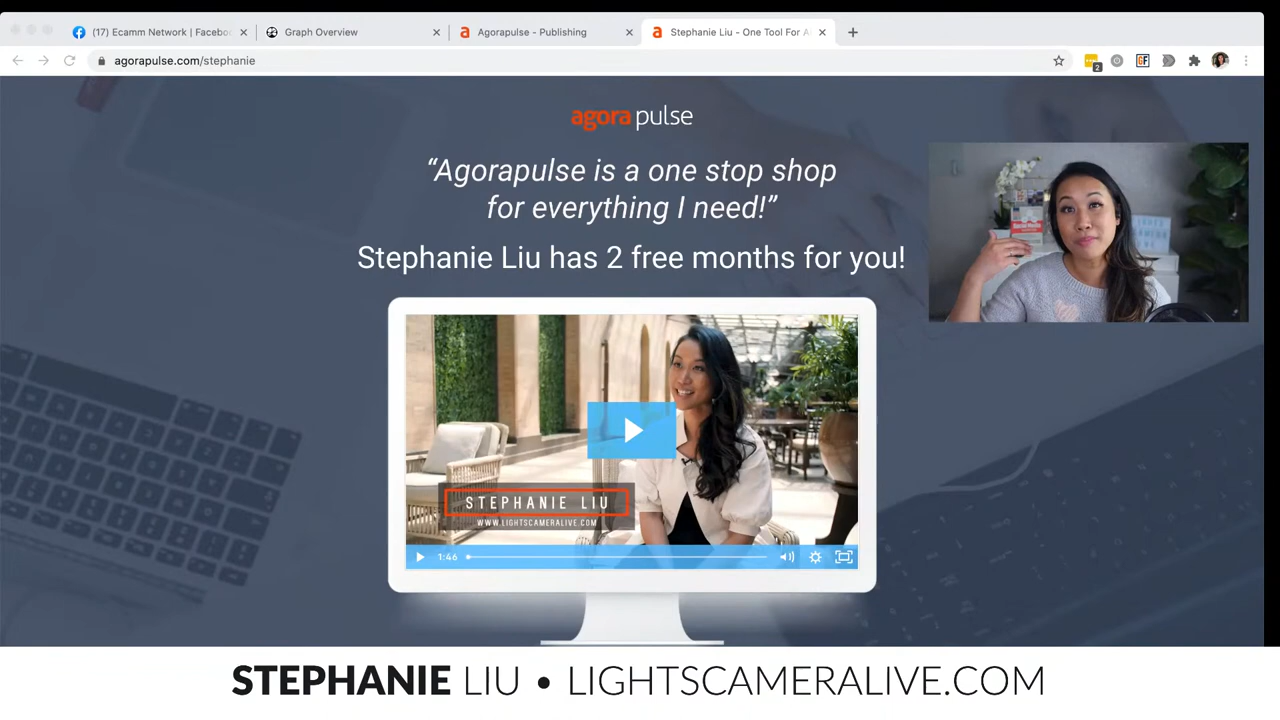 (17) Ecamm Network | Facebo
Graph Overview
Agorapulse - Publishing
Stephanie Liu - One Tool For A
agorapulse.com/stephanie
2
GF
agorapulse
“Agorapulse is a one stop shop
for everything I need!”
Stephanie Liu has 2 free months for you!
STEPHANIE LIU
WWW.LIGHTSCAMERALIVE.COM
1:46
STEPHANIE LIU • LIGHTSCAMERALIVE.COM